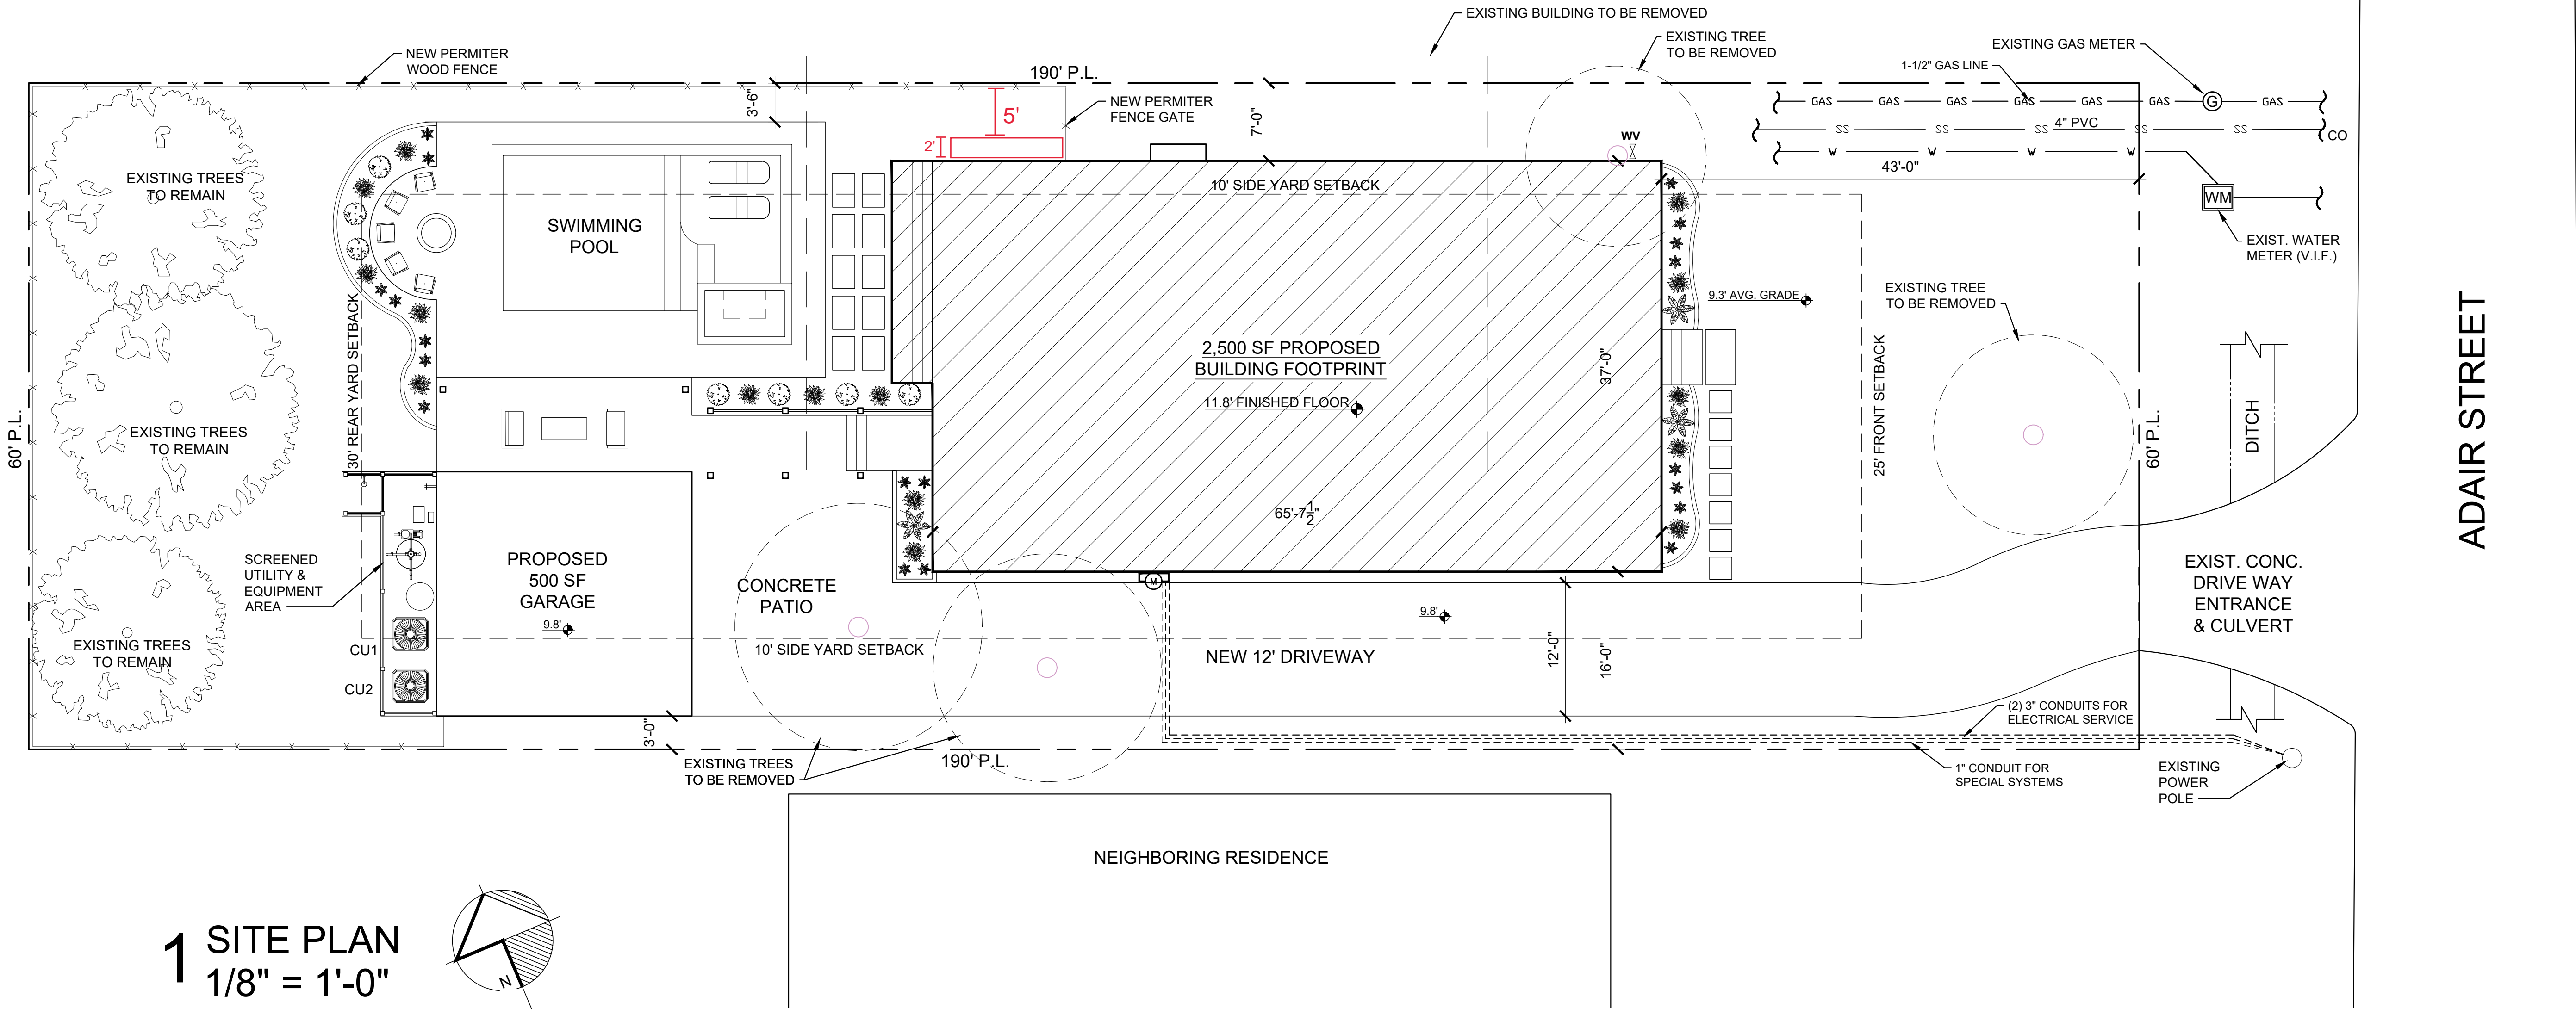 EXISTING BUILDING TO BE REMOVED
EXISTING TREE
TO BE REMOVED
EXISTING GAS METER
NEW PERMITER
WOOD FENCE
190' P.L.
1-1/2" GAS LINE
3'-6"
5'
NEW PERMITER
FENCE GATE
7'-0"
GAS GAS GAS GAS GAS GAS G GAS
SS SS SS 4" PVC SS SS CO
2'
WV
W W W W
43'-0"
EXISTING TREES
TO REMAIN
10' SIDE YARD SETBACK
WM
SWIMMING
POOL
EXIST. WATER
METER (V.I.F.)
30' REAR YARD SETBACK
9.3' AVG. GRADE
EXISTING TREE
TO BE REMOVED
2,500 SF PROPOSED
BUILDING FOOTPRINT
11.8' FINISHED FLOOR
37'-0"
25' FRONT SETBACK
DITCH
ADAIR STREET
60' P.L.
EXISTING TREES
TO REMAIN
60' P.L.
65'-7 1/2"
SCREENED
UTILITY &
EQUIPMENT
AREA
PROPOSED
500 SF
GARAGE
9.8'
CONCRETE
PATIO
M
9.8'
EXIST. CONC.
DRIVE WAY
ENTRANCE
& CULVERT
EXISTING TREES
TO REMAIN
CU1
CU2
10' SIDE YARD SETBACK
NEW 12' DRIVEWAY
12'-0"
16'-0"
3'-0"
(2) 3" CONDUITS FOR
ELECTRICAL SERVICE
EXISTING TREES
TO BE REMOVED
190' P.L.
1" CONDUIT FOR
SPECIAL SYSTEMS
EXISTING
POWER
POLE
NEIGHBORING RESIDENCE
1 SITE PLAN
1/8" = 1'-0"
N